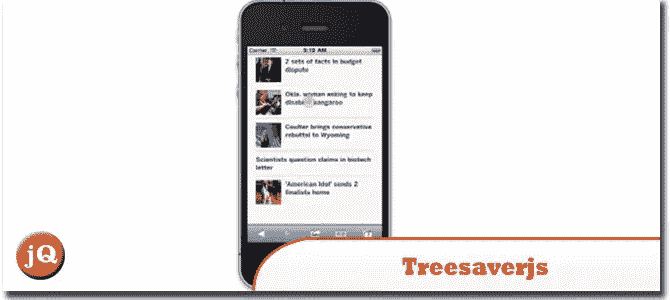 Carrier
5:12 AM
2 sets of facts in budget
dispute
Okla. woman asking to keep
disabled kangaroo
Coulter brings conservative
rebuttal to Wyoming
Scientists question claims in biotech
letter
'American Idol' sends 2
finalists home
jQ
Treesaverjs